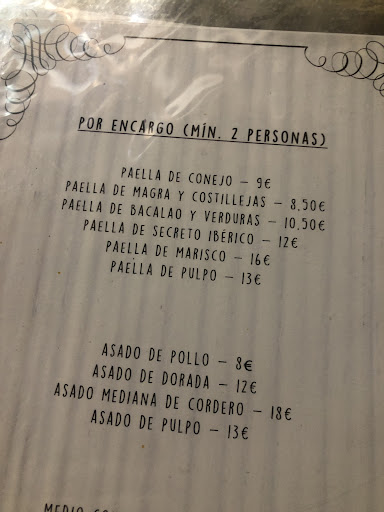 POR ENCARGO (MÍN. 2 PERSONAS)
PAELLA DE CONEJO – 9€
PAELLA DE MAGRA Y COSTILLEJAS – 8,50€
PAELLA DE BACALAO Y VERDURAS – 10,50€
PAELLA DE SECRETO IBÉRICO – 12€
PAELLA DE MARISCO – 16€
PAELLA DE PULPO – 13€
ASADO DE POLLO – 8€
ASADO DE DORADA – 12€
ASADO MEDIANA DE CORDERO – 18€
ASADO DE PULPO – 13€
MEDIO